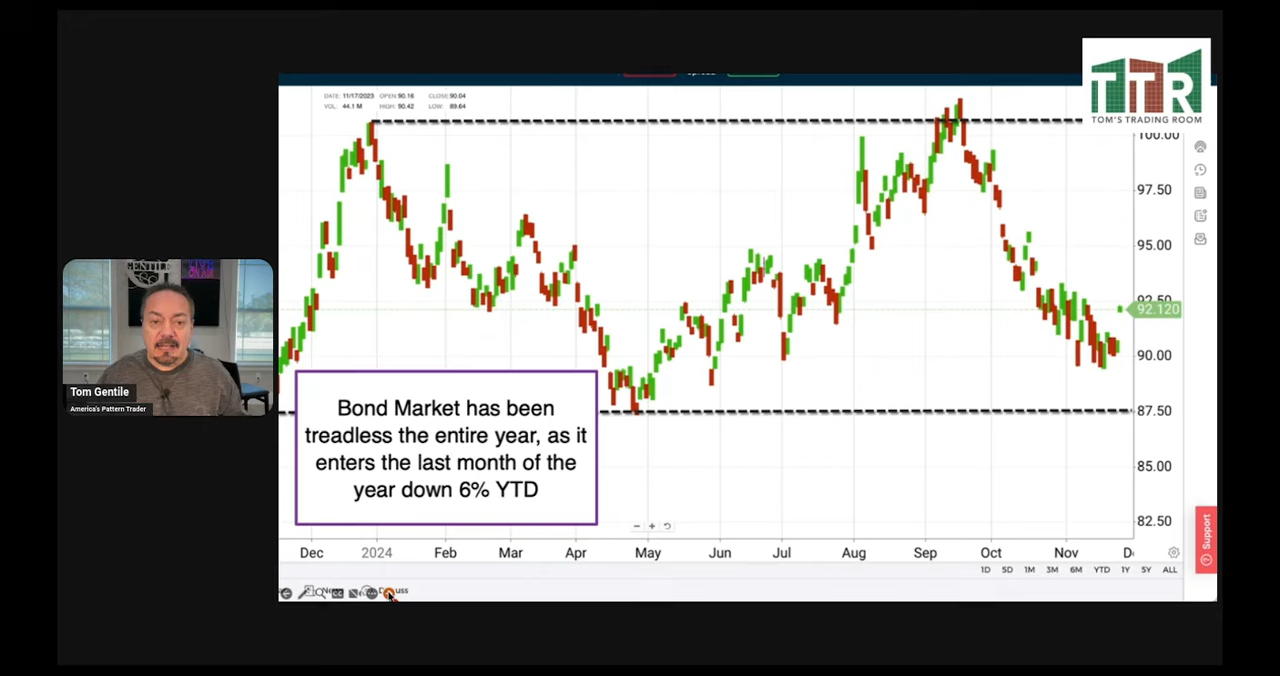 TTR
TOM'S TRADING ROOM
DATE: 11/17/2023 OPEN: 90.16 CLOSE: 90.04
VOL: 44.1 M HIGH: 90.42 LOW: 89.64
100.00
97.50
95.00
92.50
92.120
90.00
87.50
85.00
82.50
GENTILE
Tom Gentile
America's Pattern Trader
Bond Market has been
treadless the entire year, as it
enters the last month of the
year down 6% YTD
Support
Dec 2024 Feb Mar Apr May Jun Jul Aug Sep Oct Nov
1D 5D 1M 3M 6M YTD 1Y 5Y ALL